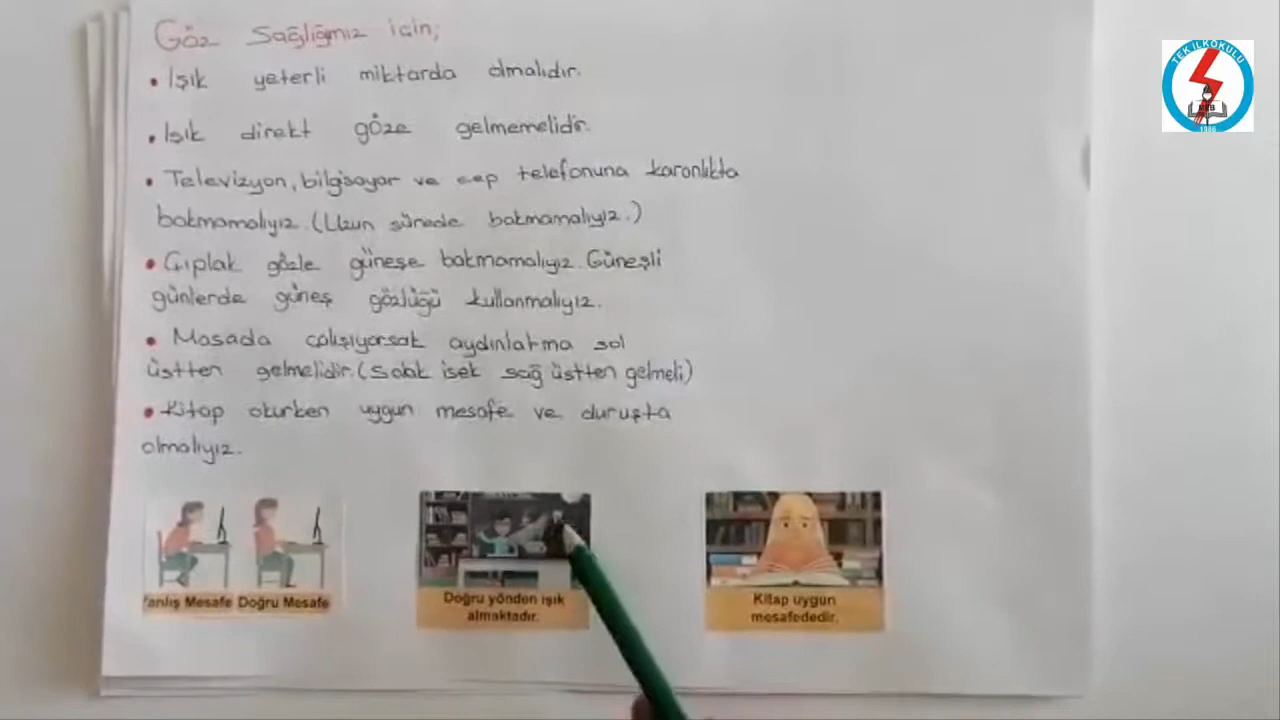 Göz Sağlığımız için;
• Işık yeterli miktarda olmalıdır.
• Işık direkt göze gelmemelidir.
• Televizyon, bilgisayar ve cep telefonuna karanlıkta
bakmamalıyız. (Uzun sürede bakmamalıyız.)
• Çıplak gözle güneşe bakmamalıyız. Güneşli
günlerde güneş gözlüğü kullanmalıyız.
• Masada çalışıyorsak aydınlatma sol
üstten gelmelidir. (Solak isek sağ üstten gelmeli)
• Kitap okurken uygun mesafe ve duruşta
olmalıyız.
Yanlış Mesafe Doğru Mesafe
Doğru yönden ışık
almaktadır.
Kitap uygun
mesafededir.
TEK İLKOKULU
1986